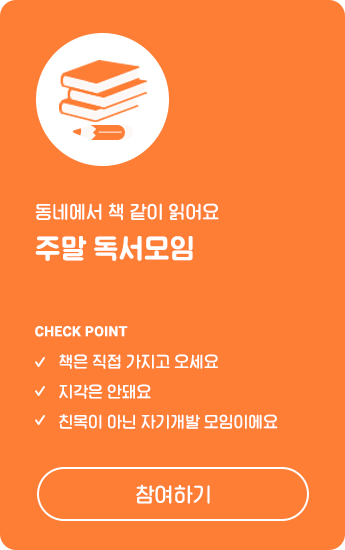 동네에서 책 같이 읽어요
주말 독서모임
CHECK POINT
책은 직접 가지고 오세요
지각은 안돼요
친목이 아닌 자기개발 모임이에요
참여하기